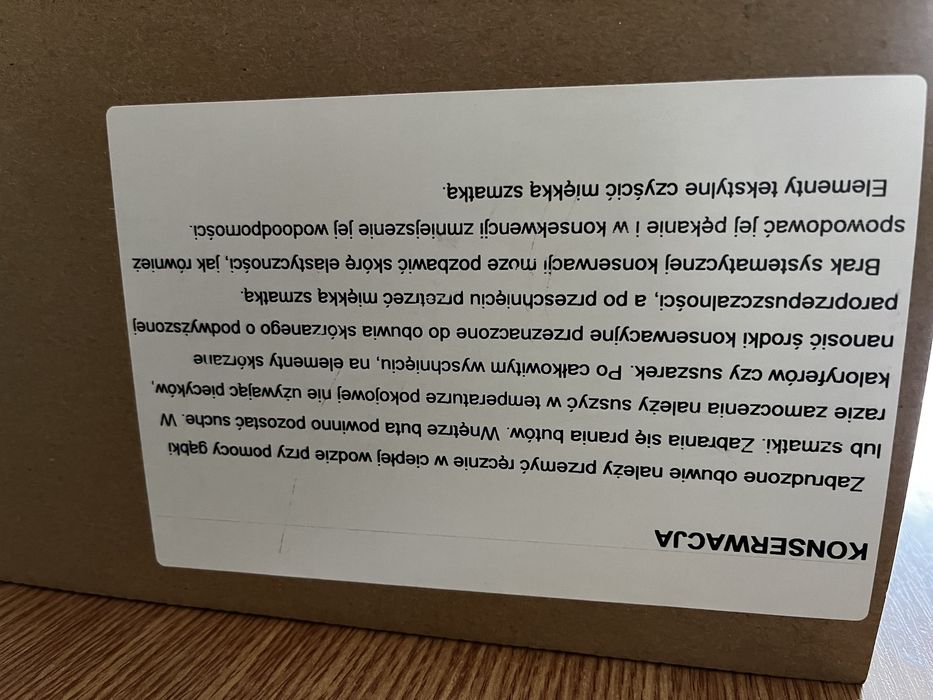 KONSERWACJA
Zabrudzone obuwie należy przemyć ręcznie w ciepłej wodzie przy pomocy gąbki
lub szmatki. Zabrania się prania butów. Wnętrze buta powinno pozostać suche. W
razie zamoczenia należy suszyć w temperaturze pokojowej nie używając piecyków,
kaloryferów czy suszarek. Po całkowitym wyschnięciu, na elementy skórzane
nanosić środki konserwacyjne przeznaczone do obuwia skórzanego o podwyższonej
paroprzepuszczalności, a po przeschnięciu przetrzeć miękką szmatką.
Brak systematycznej konserwacji może pozbawić skórę elastyczności, jak również
spowodować jej pękanie i w konsekwencji zmniejszenie jej wodoodporności.
Elementy tekstylne czyścić miękką szmatką.